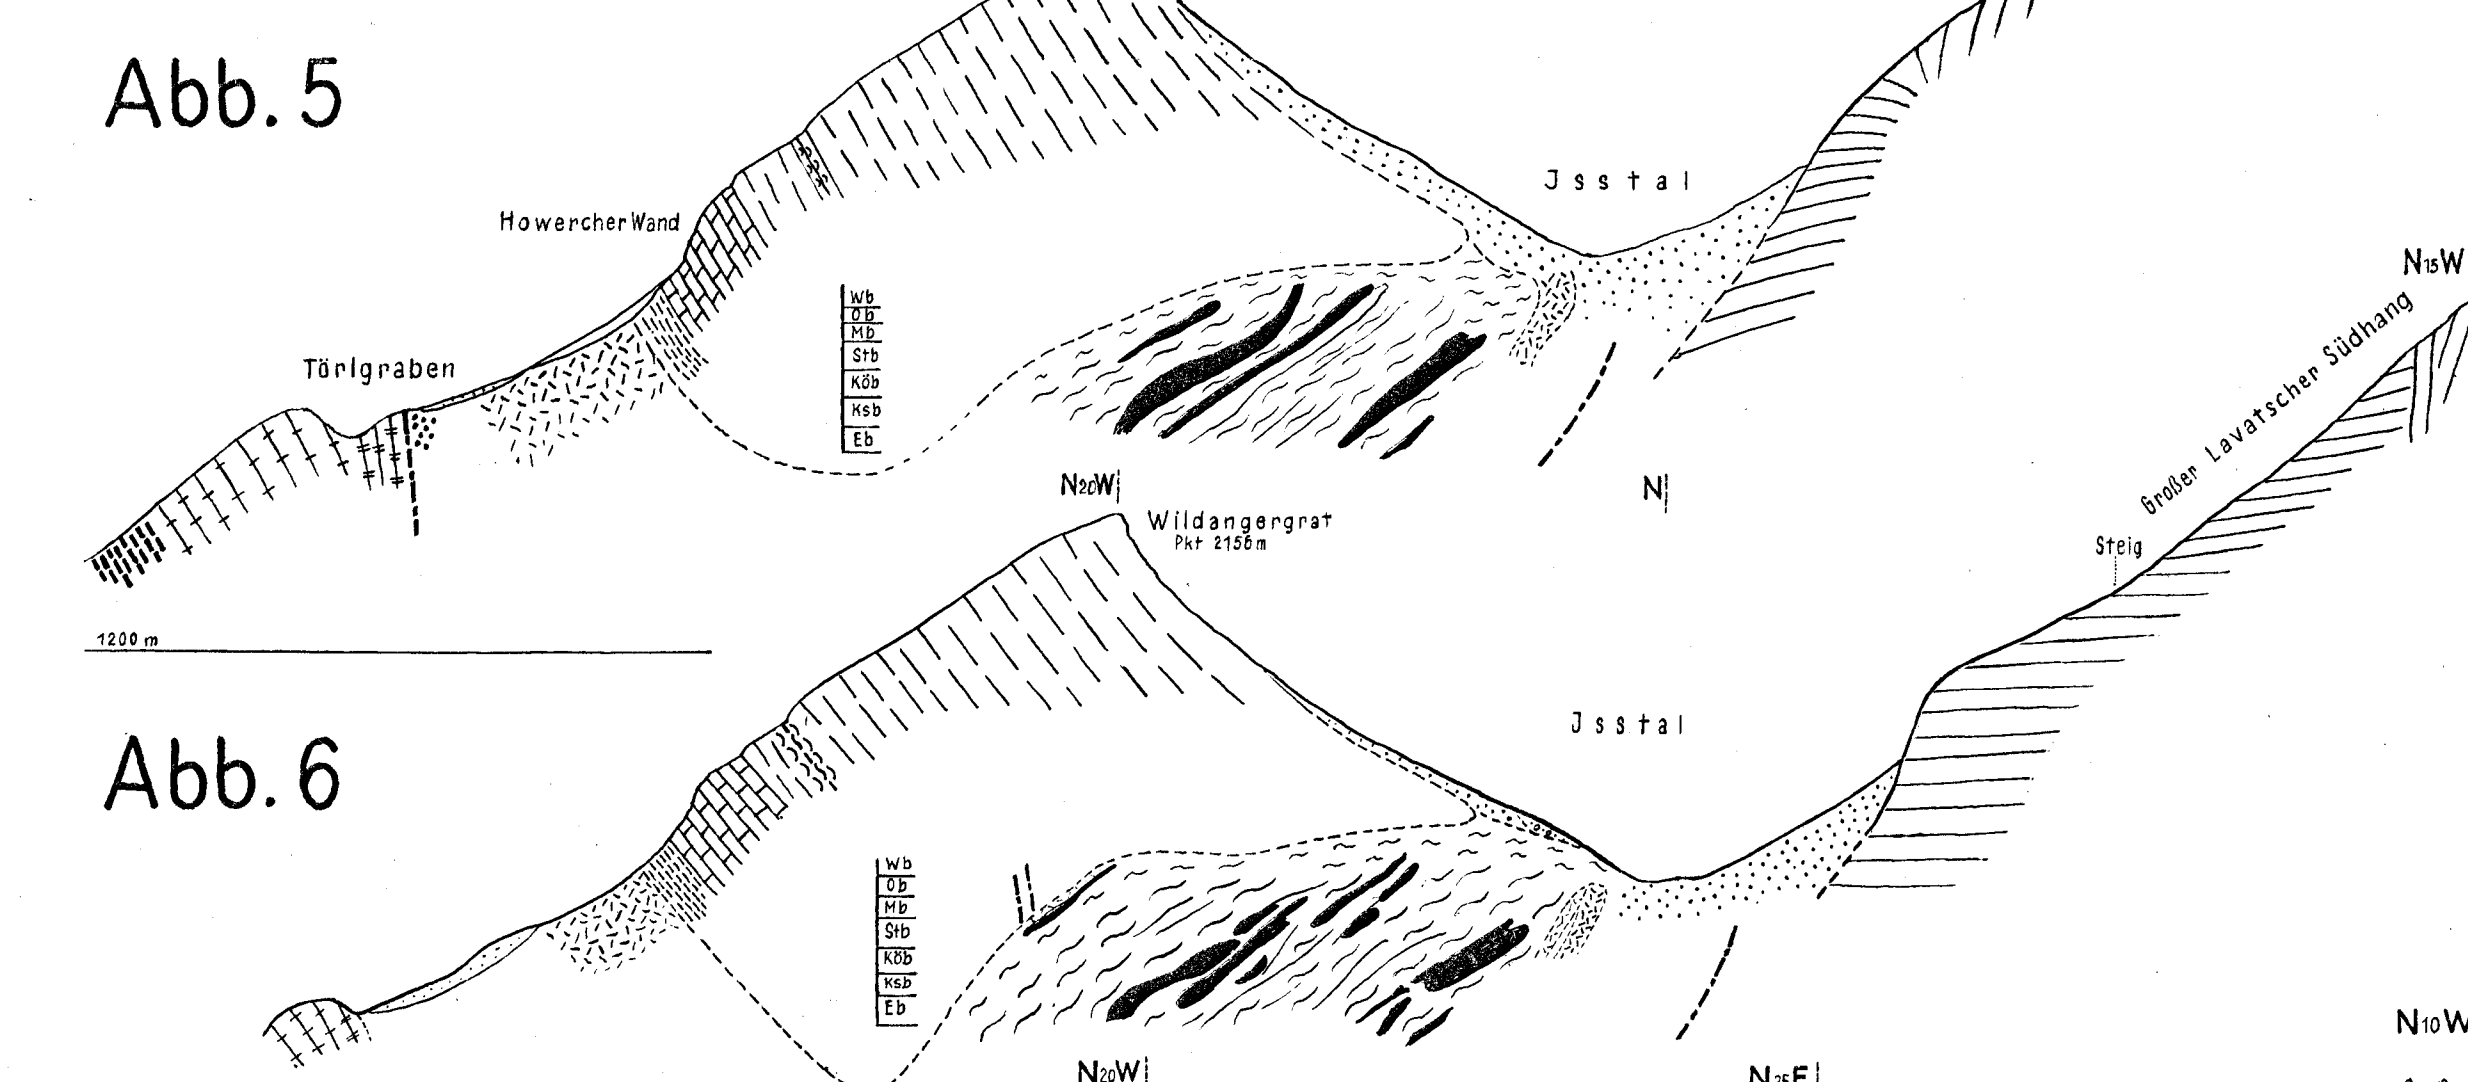 Abb. 5
Jsstal
Howercher Wand
N15W
Wb
Ob
Mb
Stb
Köb
Ksb
Eb
Törlgraben
Großer Lavatscher Südhang
N20W
N
Wildangergrat
Pkt 2156m
Steig
1200 m
Jsstal
Abb. 6
Wb
Ob
Mb
Stb
Köb
Ksb
Eb
N10W
N20W